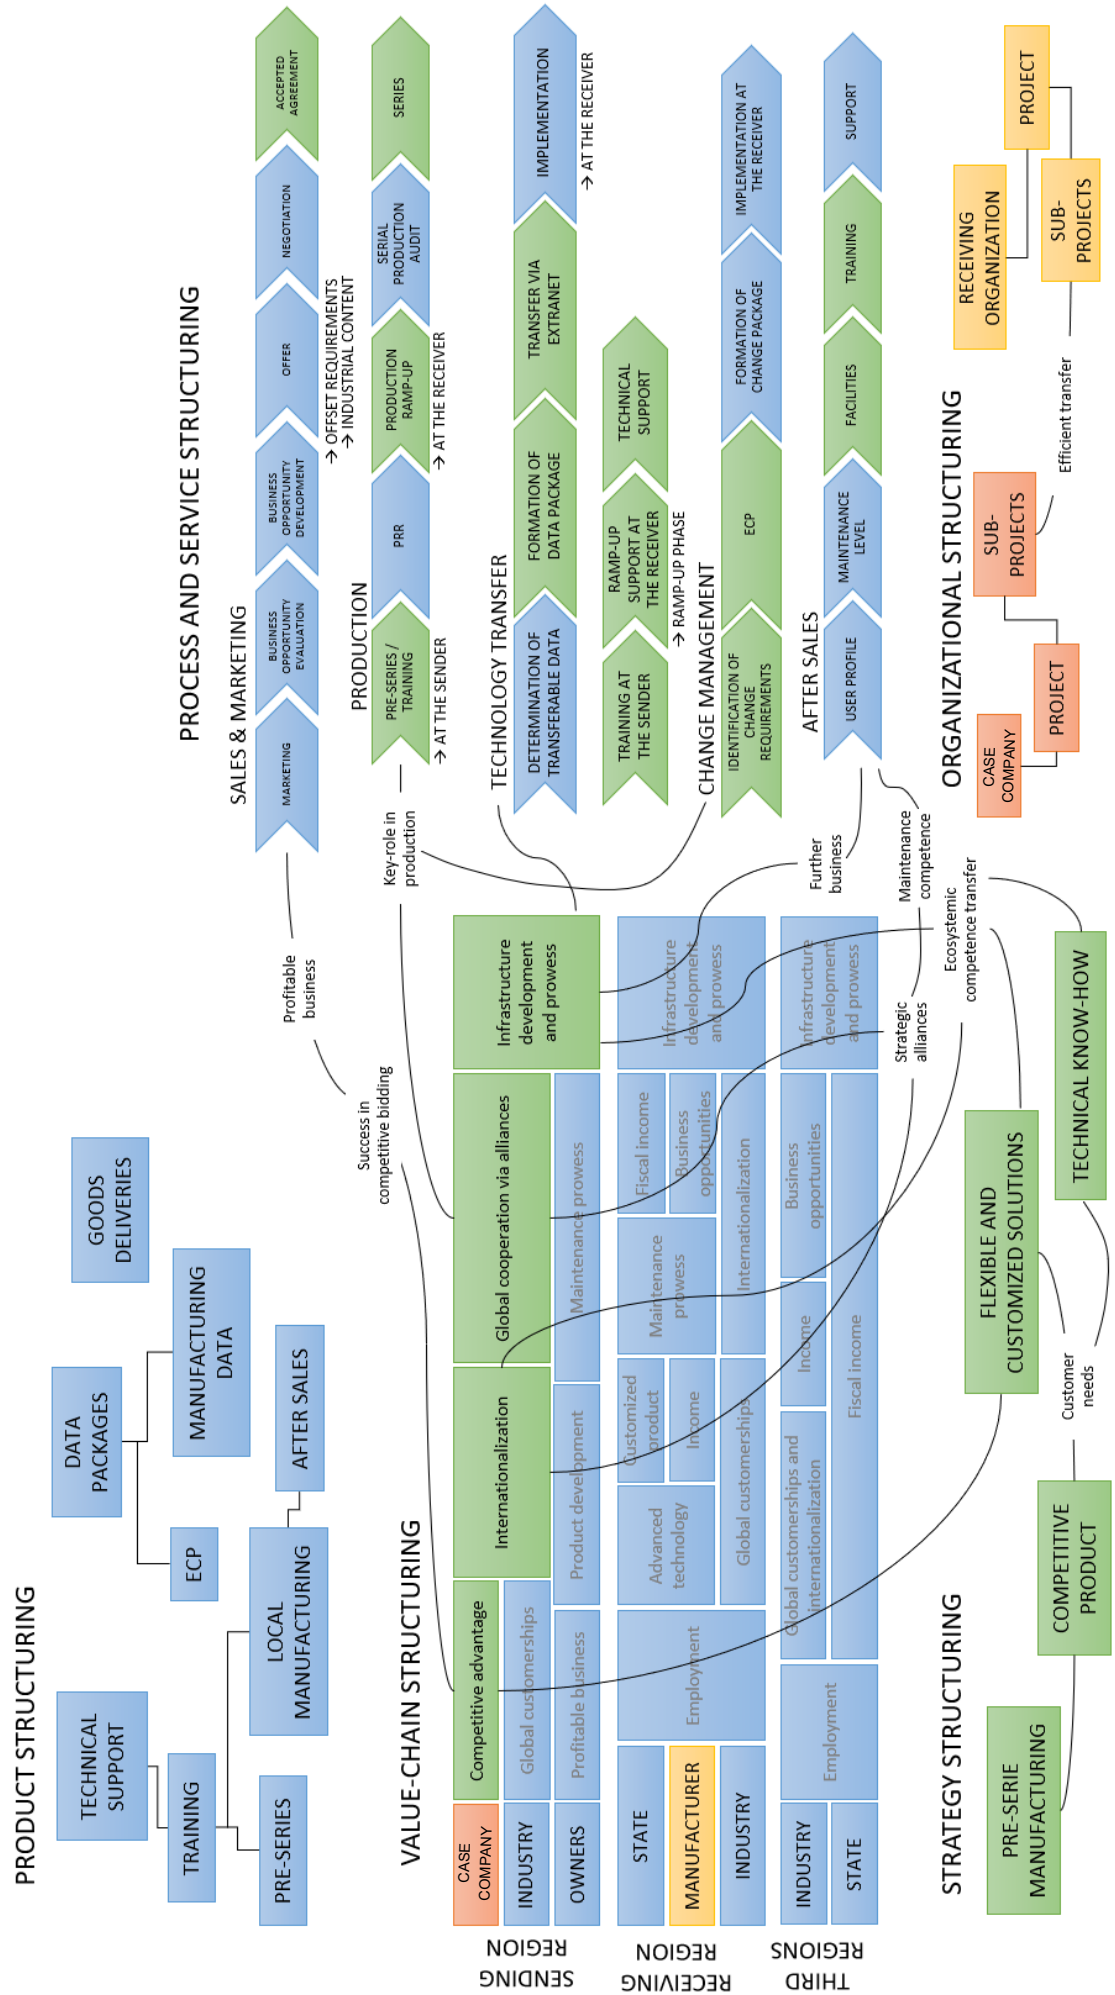 PRODUCT STRUCTURING
TECHNICAL
SUPPORT
TRAINING
PRE-SERIES
LOCAL
MANUFACTURING
AFTER SALES
DATA
PACKAGES
ECP
MANUFACTURING
DATA
GOODS
DELIVERIES
PROCESS AND SERVICE STRUCTURING
SALES & MARKETING
MARKETING
BUSINESS
OPPORTUNITY
EVALUATION
BUSINESS
OPPORTUNITY
DEVELOPMENT
OFFER
NEGOTIATION
ACCEPTED
AGREEMENT
→ OFFSET REQUIREMENTS
→ INDUSTRIAL CONTENT
PRODUCTION
PRE-SERIES /
TRAINING
PRR
PRODUCTION
RAMP-UP
SERIAL
PRODUCTION
AUDIT
SERIES
→ AT THE SENDER
→ AT THE RECEIVER
TECHNOLOGY TRANSFER
DETERMINATION OF
TRANSFERABLE DATA
FORMATION OF
DATA PACKAGE
TRANSFER VIA
EXTRANET
IMPLEMENTATION
→ AT THE RECEIVER
TRAINING AT
THE SENDER
RAMP-UP
SUPPORT AT
THE RECEIVER
TECHNICAL
SUPPORT
→ RAMP-UP PHASE
CHANGE MANAGEMENT
IDENTIFICATION OF
CHANGE
REQUIREMENTS
ECP
FORMATION OF
CHANGE PACKAGE
IMPLEMENTATION AT
THE RECEIVER
AFTER SALES
USER PROFILE
MAINTENANCE
LEVEL
FACILITIES
TRAINING
SUPPORT
Profitable
business
Success in
competitive bidding
Key-role in
production
Further
business
Maintenance
competence
Ecosystemic
competence transfer
Strategic
alliances
VALUE-CHAIN STRUCTURING
SENDING
REGION
CASE
COMPANY
Competitive advantage
Internationalization
Global cooperation via alliances
Infrastructure
development
and prowess
INDUSTRY
Global customerships
OWNERS
Profitable business
Product development
Maintenance prowess
RECEIVING
REGION
STATE
MANUFACTURER
INDUSTRY
Employment
Advanced
technology
Customized
product
Income
Global customerships
Maintenance
prowess
Fiscal income
Business
opportunities
Internationalization
Infrastructure
development
and prowess
THIRD
REGIONS
INDUSTRY
STATE
Employment
Global customerships and
internationalization
Income
Business
opportunities
Fiscal income
Infrastructure
development
and prowess
STRATEGY STRUCTURING
PRE-SERIE
MANUFACTURING
COMPETITIVE
PRODUCT
Customer
needs
FLEXIBLE AND
CUSTOMIZED SOLUTIONS
TECHNICAL KNOW-HOW
ORGANIZATIONAL STRUCTURING
CASE
COMPANY
PROJECT
SUB-
PROJECTS
Efficient transfer
RECEIVING
ORGANIZATION
SUB-
PROJECTS
PROJECT